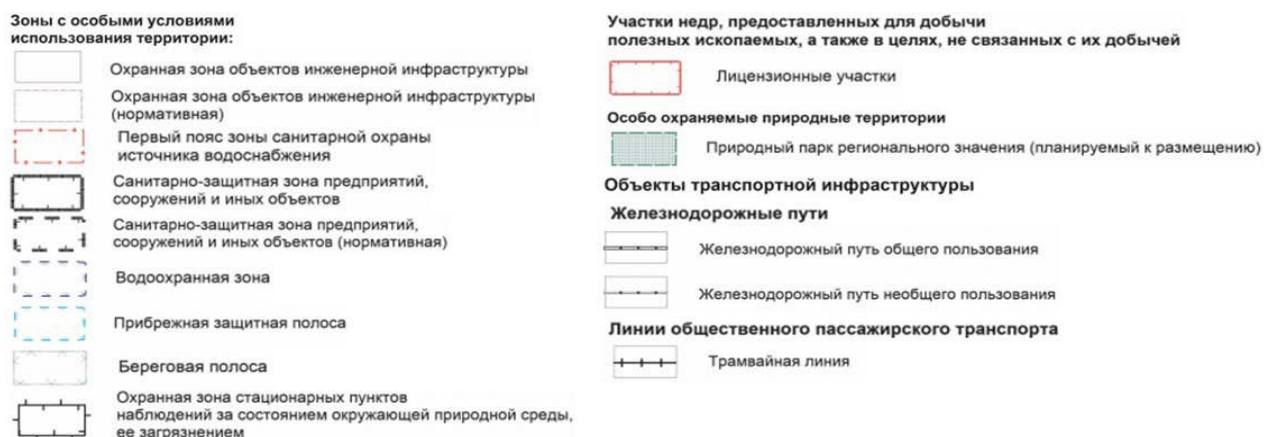 Зоны с особыми условиями
использования территории:
Охранная зона объектов инженерной инфраструктуры
Охранная зона объектов инженерной инфраструктуры
(нормативная)
Первый пояс зоны санитарной охраны
источника водоснабжения
Санитарно-защитная зона предприятий,
сооружений и иных объектов
Санитарно-защитная зона предприятий,
сооружений и иных объектов (нормативная)
Водоохранная зона
Прибрежная защитная полоса
Береговая полоса
Охранная зона стационарных пунктов
наблюдений за состоянием окружающей природной среды,
ее загрязнением
Участки недр, предоставленных для добычи
полезных ископаемых, а также в целях, не связанных с их добычей
Лицензионные участки
Особо охраняемые природные территории
Природный парк регионального значения (планируемый к размещению)
Объекты транспортной инфраструктуры
Железнодорожные пути
Железнодорожный путь общего пользования
Железнодорожный путь необщего пользования
Линии общественного пассажирского транспорта
Трамвайная линия